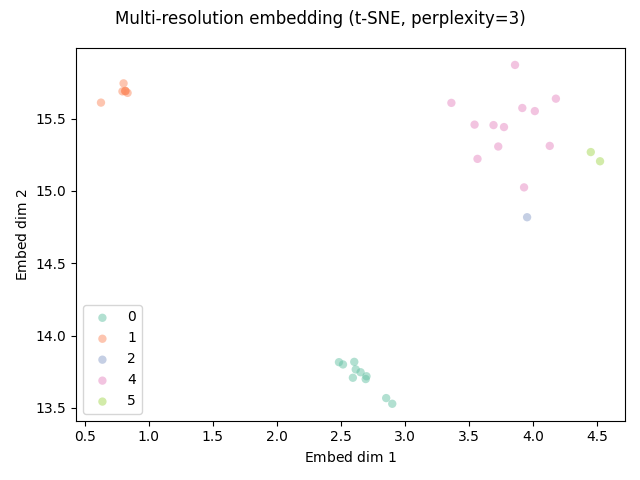 Multi-resolution embedding (t-SNE, perplexity=3)
15.5
15.0
14.5
14.0
13.5
Embed dim 2
0
1
2
4
5
0.5 1.0 1.5 2.0 2.5 3.0 3.5 4.0 4.5
Embed dim 1